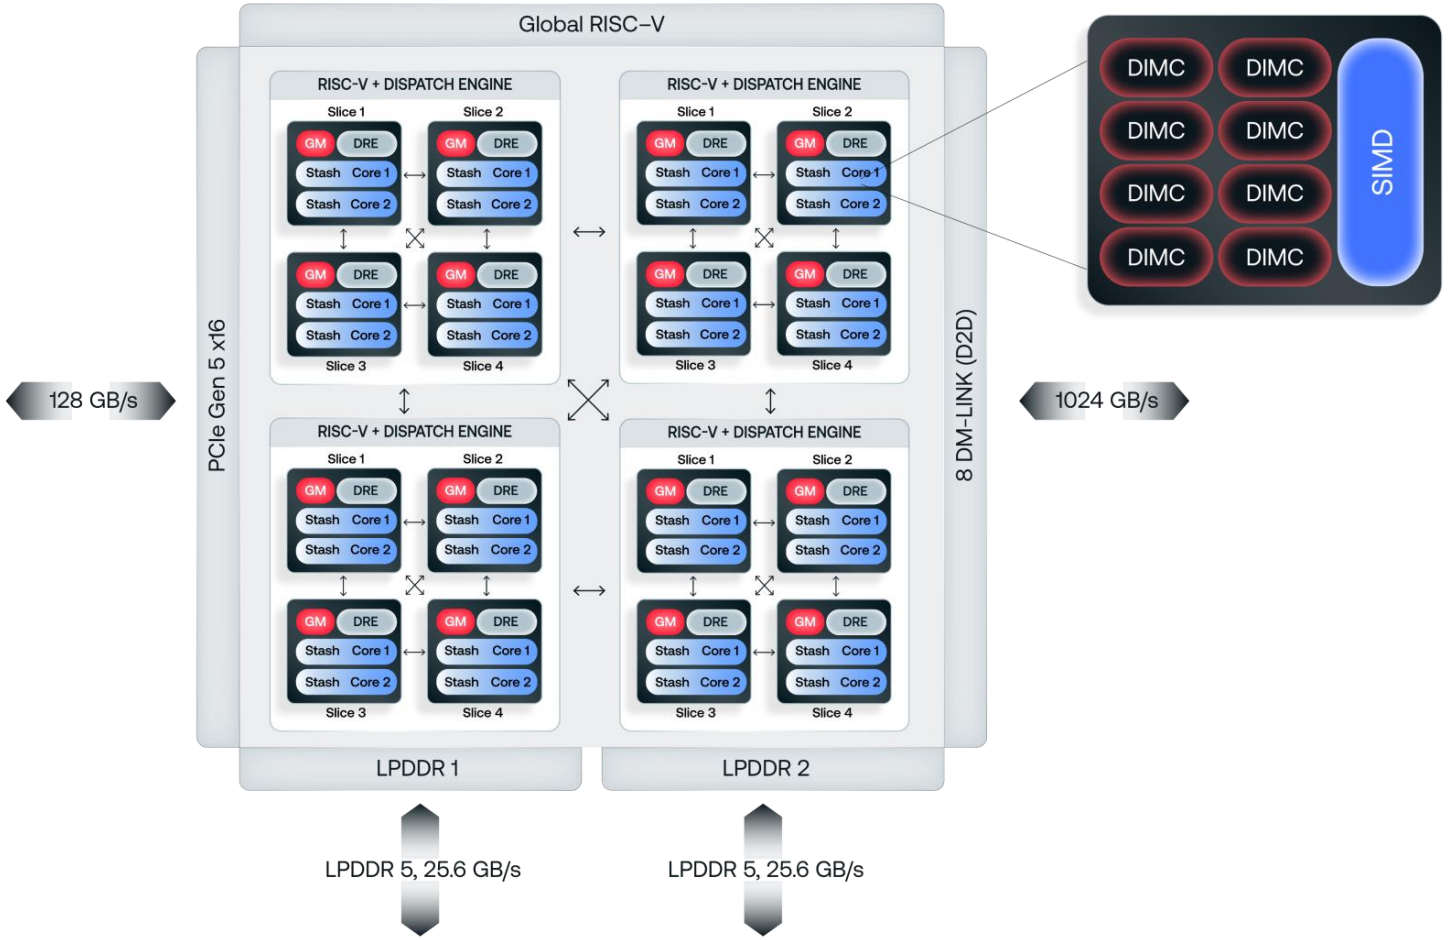 Global RISC-V
PCIe Gen 5 x16
128 GB/s
RISC-V + DISPATCH ENGINE
Slice 1 Slice 2
GM DRE GM DRE
Stash Core 1 Stash Core 1
Stash Core 2 Stash Core 2
GM DRE GM DRE
Stash Core 1 Stash Core 1
Stash Core 2 Stash Core 2
Slice 3 Slice 4
RISC-V + DISPATCH ENGINE
Slice 1 Slice 2
GM DRE GM DRE
Stash Core 1 Stash Core 1
Stash Core 2 Stash Core 2
GM DRE GM DRE
Stash Core 1 Stash Core 1
Stash Core 2 Stash Core 2
Slice 3 Slice 4
DIMC DIMC
DIMC DIMC
DIMC DIMC
DIMC DIMC
SIMD
RISC-V + DISPATCH ENGINE
Slice 1 Slice 2
GM DRE GM DRE
Stash Core 1 Stash Core 1
Stash Core 2 Stash Core 2
GM DRE GM DRE
Stash Core 1 Stash Core 1
Stash Core 2 Stash Core 2
Slice 3 Slice 4
RISC-V + DISPATCH ENGINE
Slice 1 Slice 2
GM DRE GM DRE
Stash Core 1 Stash Core 1
Stash Core 2 Stash Core 2
GM DRE GM DRE
Stash Core 1 Stash Core 1
Stash Core 2 Stash Core 2
Slice 3 Slice 4
8 DM-LINK (D2D)
1024 GB/s
LPDDR 1
LPDDR 2
LPDDR 5, 25.6 GB/s
LPDDR 5, 25.6 GB/s